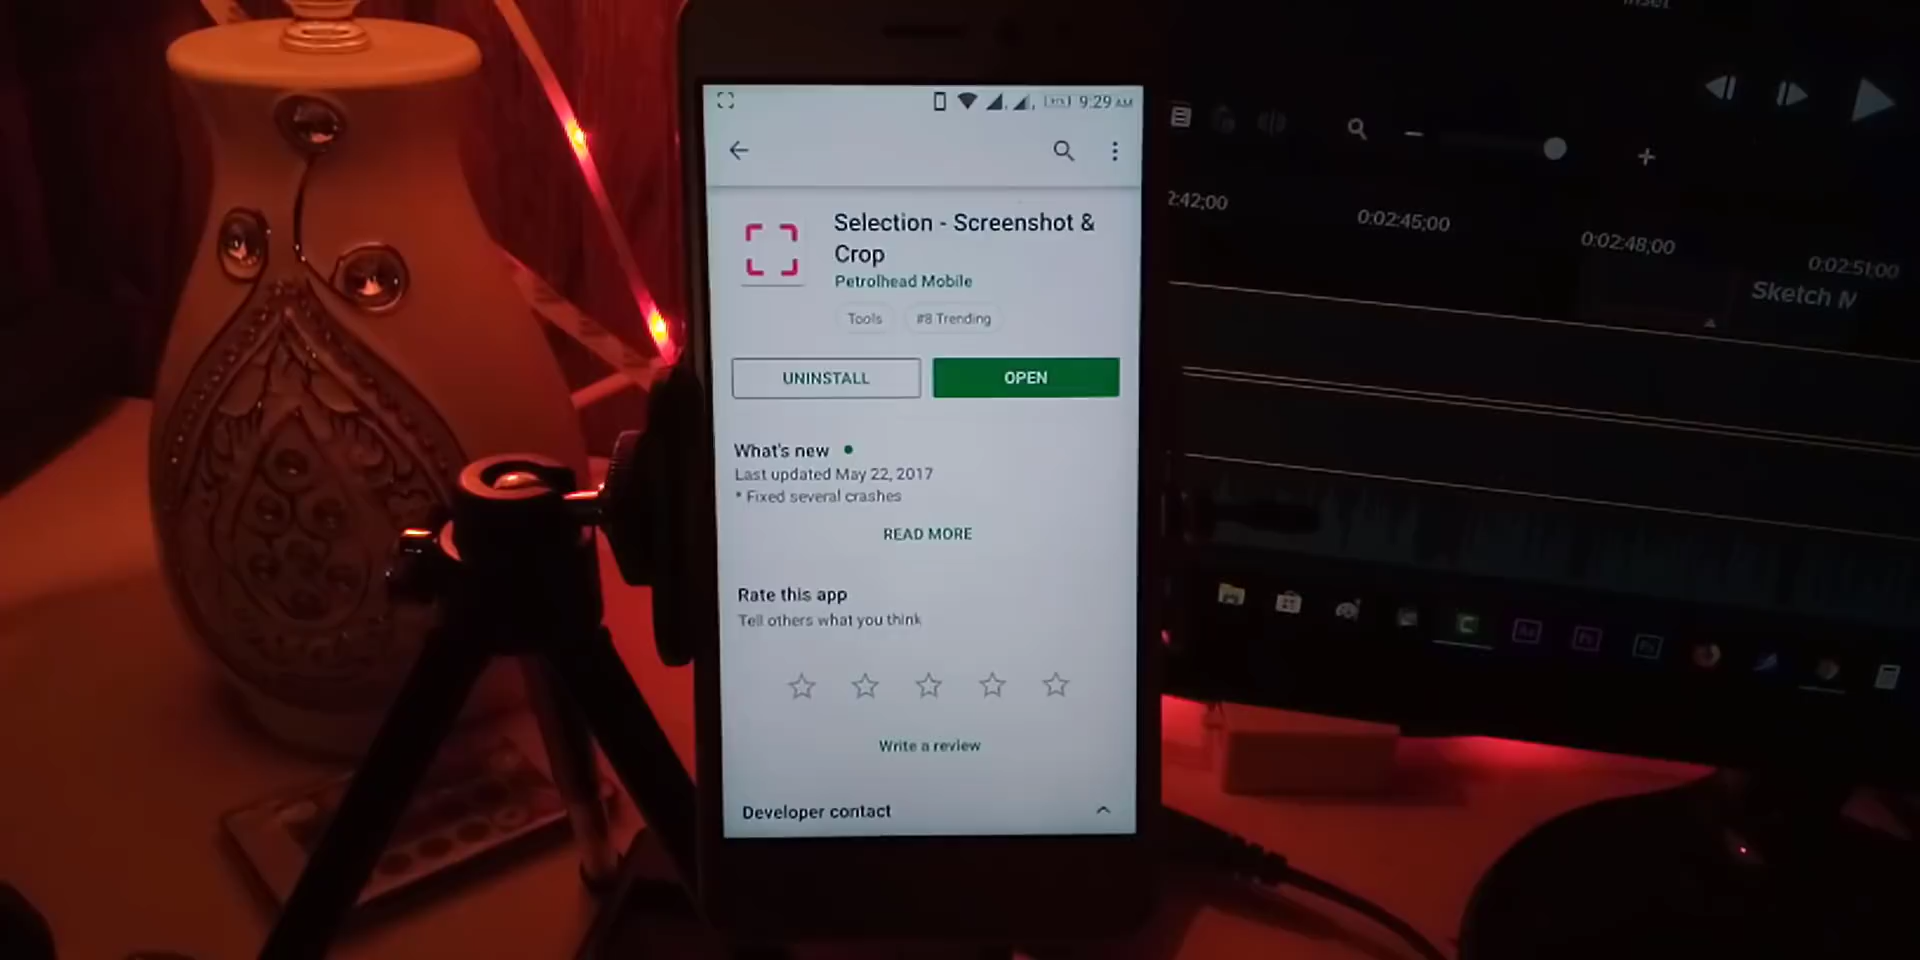 9:29 AM
Selection - Screenshot &
Crop
Petrolhead Mobile
Tools
#8 Trending
UNINSTALL
OPEN
What's new
Last updated May 22, 2017
* Fixed several crashes
READ MORE
Rate this app
Tell others what you think
Write a review
Developer contact
2:42;00
0:02:45;00
0:02:48;00
0:02:51;00
Sketch
Ae